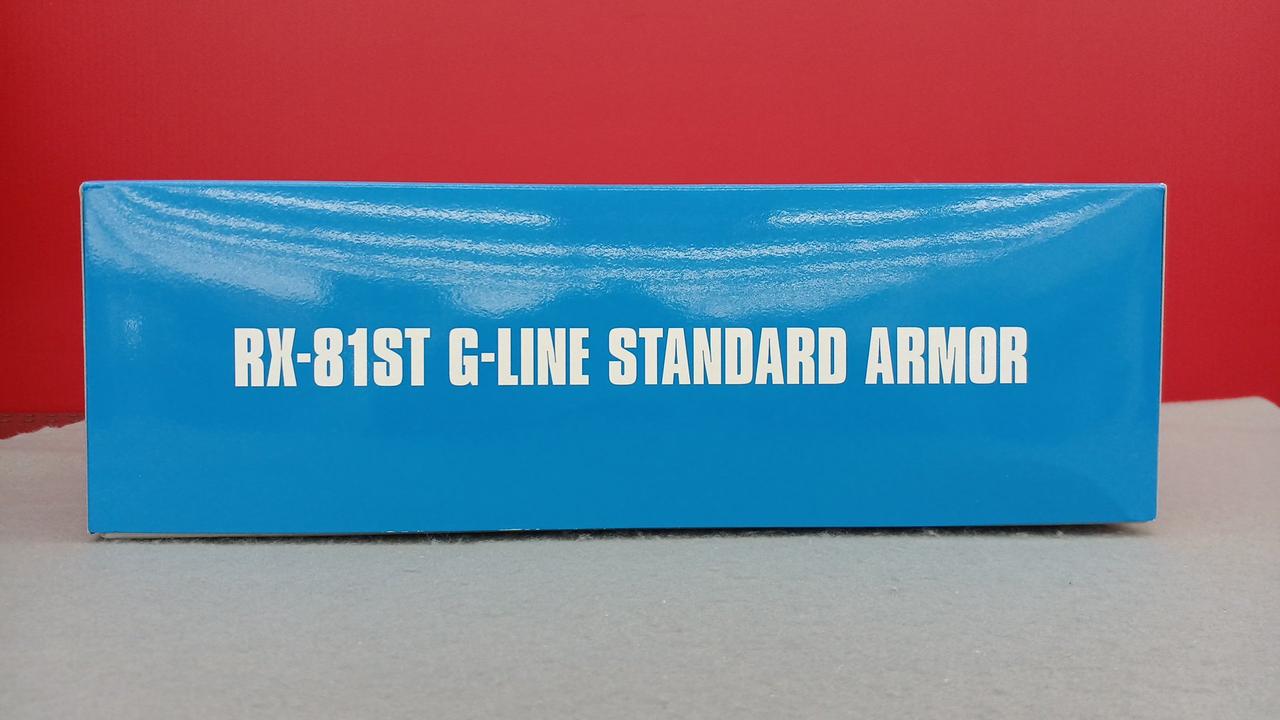 RX-81ST G-LINE STANDARD ARMOR